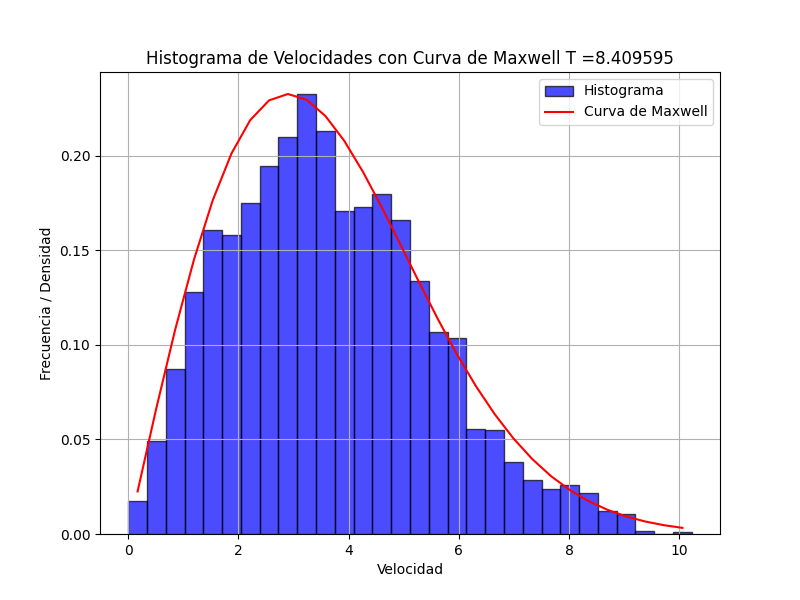 Histograma de Velocidades con Curva de Maxwell T =8.409595
Histograma
Curva de Maxwell
Frecuencia / Densidad
0.20
0.15
0.10
0.05
0.00
0 2 4 6 8 10
Velocidad